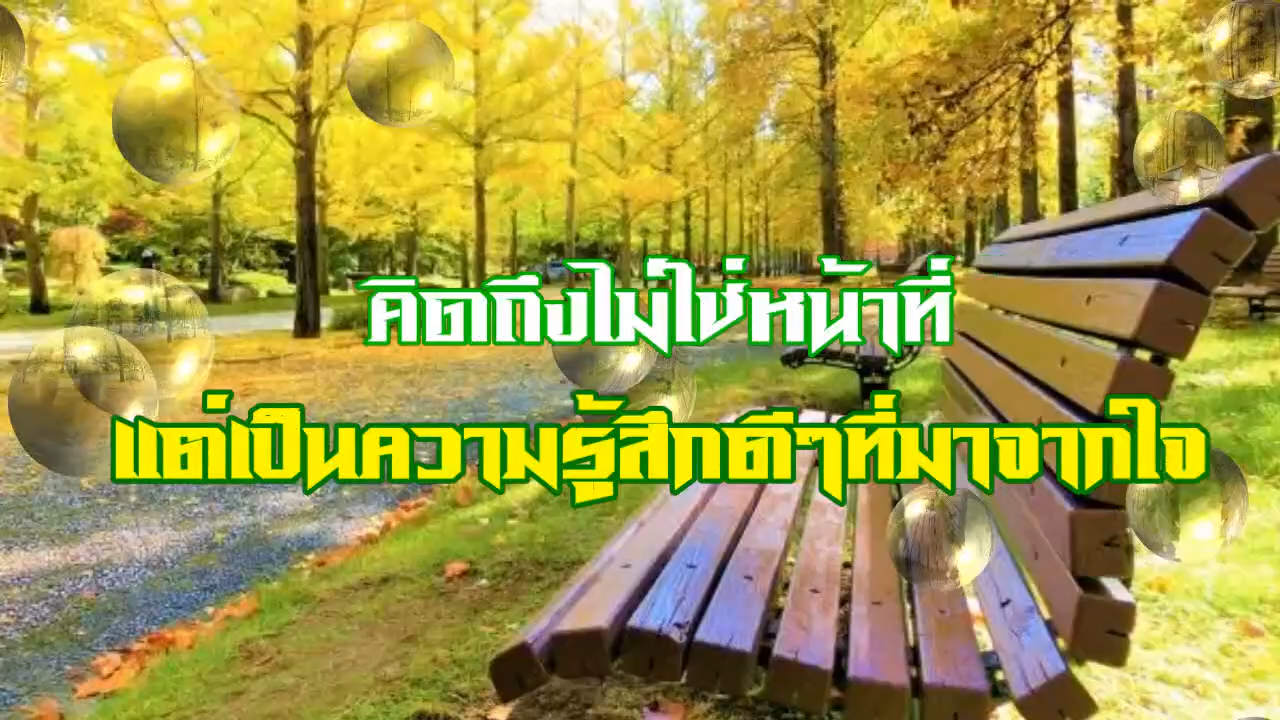 คิดถึงไม่ใช่หน้าที่
แต่เป็นความรู้สึกดีๆที่มาจากใจ